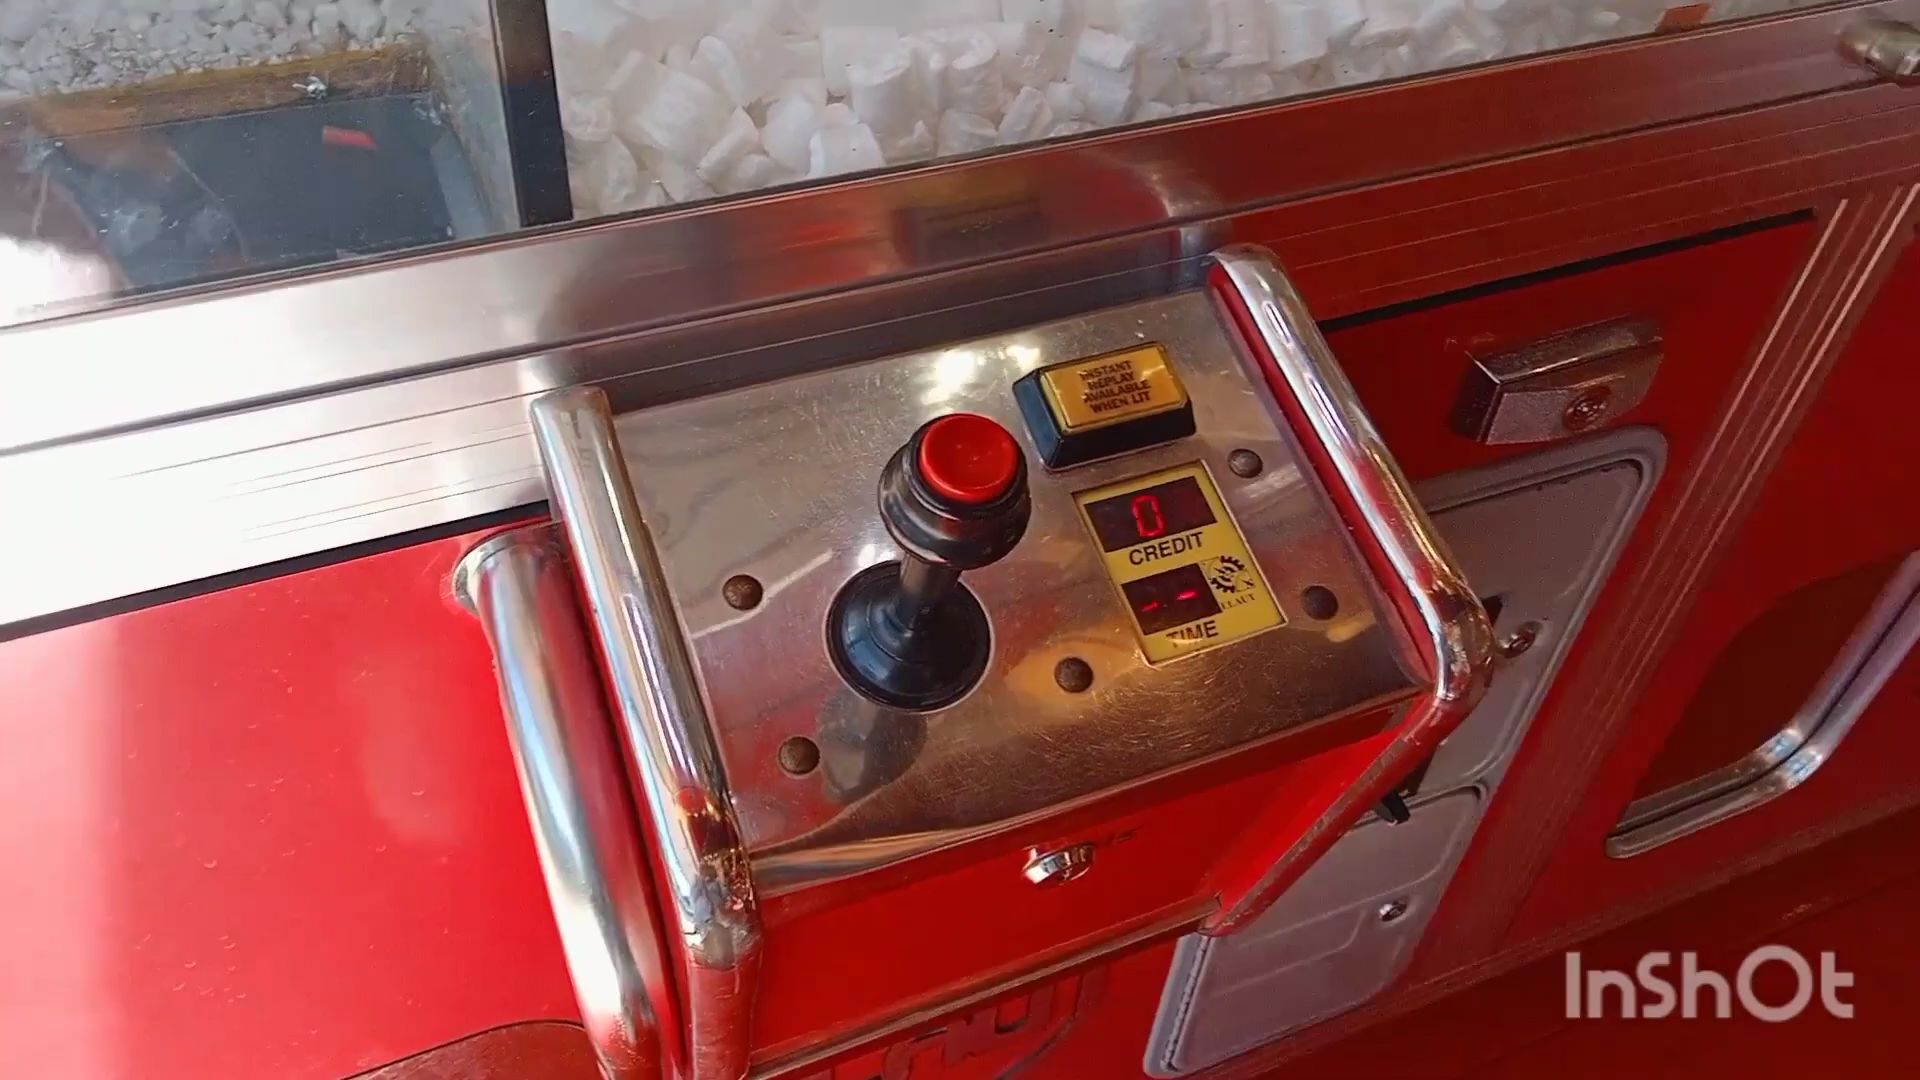 INSTANT
REPLAY
AVAILABLE
WHEN LIT
0
CREDIT
--
TIME
InShOt